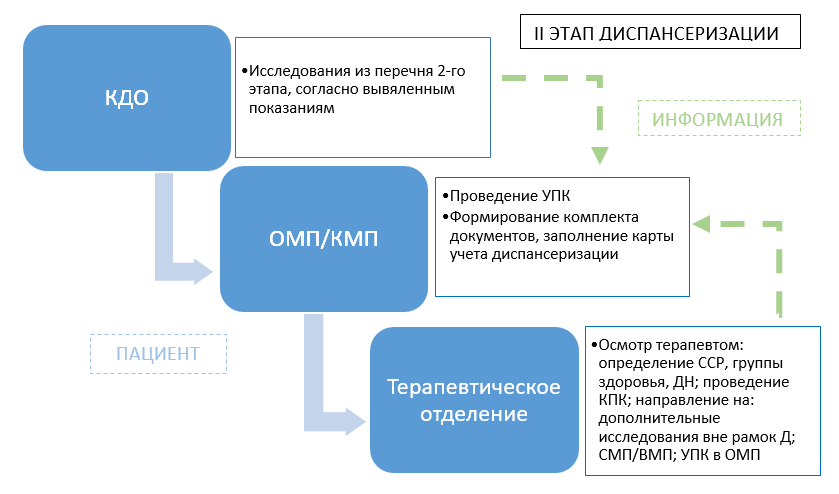 II ЭТАП ДИСПАНСЕРИЗАЦИИ
КДО
•Исследования из перечня 2-го
этапа, согласно вывяленным
показаниям
ИНФОРМАЦИЯ
ОМП/КМП
•Проведение УПК
•Формирование комплекта
документов, заполнение карты
учета диспансеризации
ПАЦИЕНТ
Терапевтическое
отделение
•Осмотр терапевтом:
определение ССР, группы
здоровья, ДН; проведение
КПК; направление на:
дополнительные
исследования вне рамок Д;
СМП/ВМП; УПК в ОМП